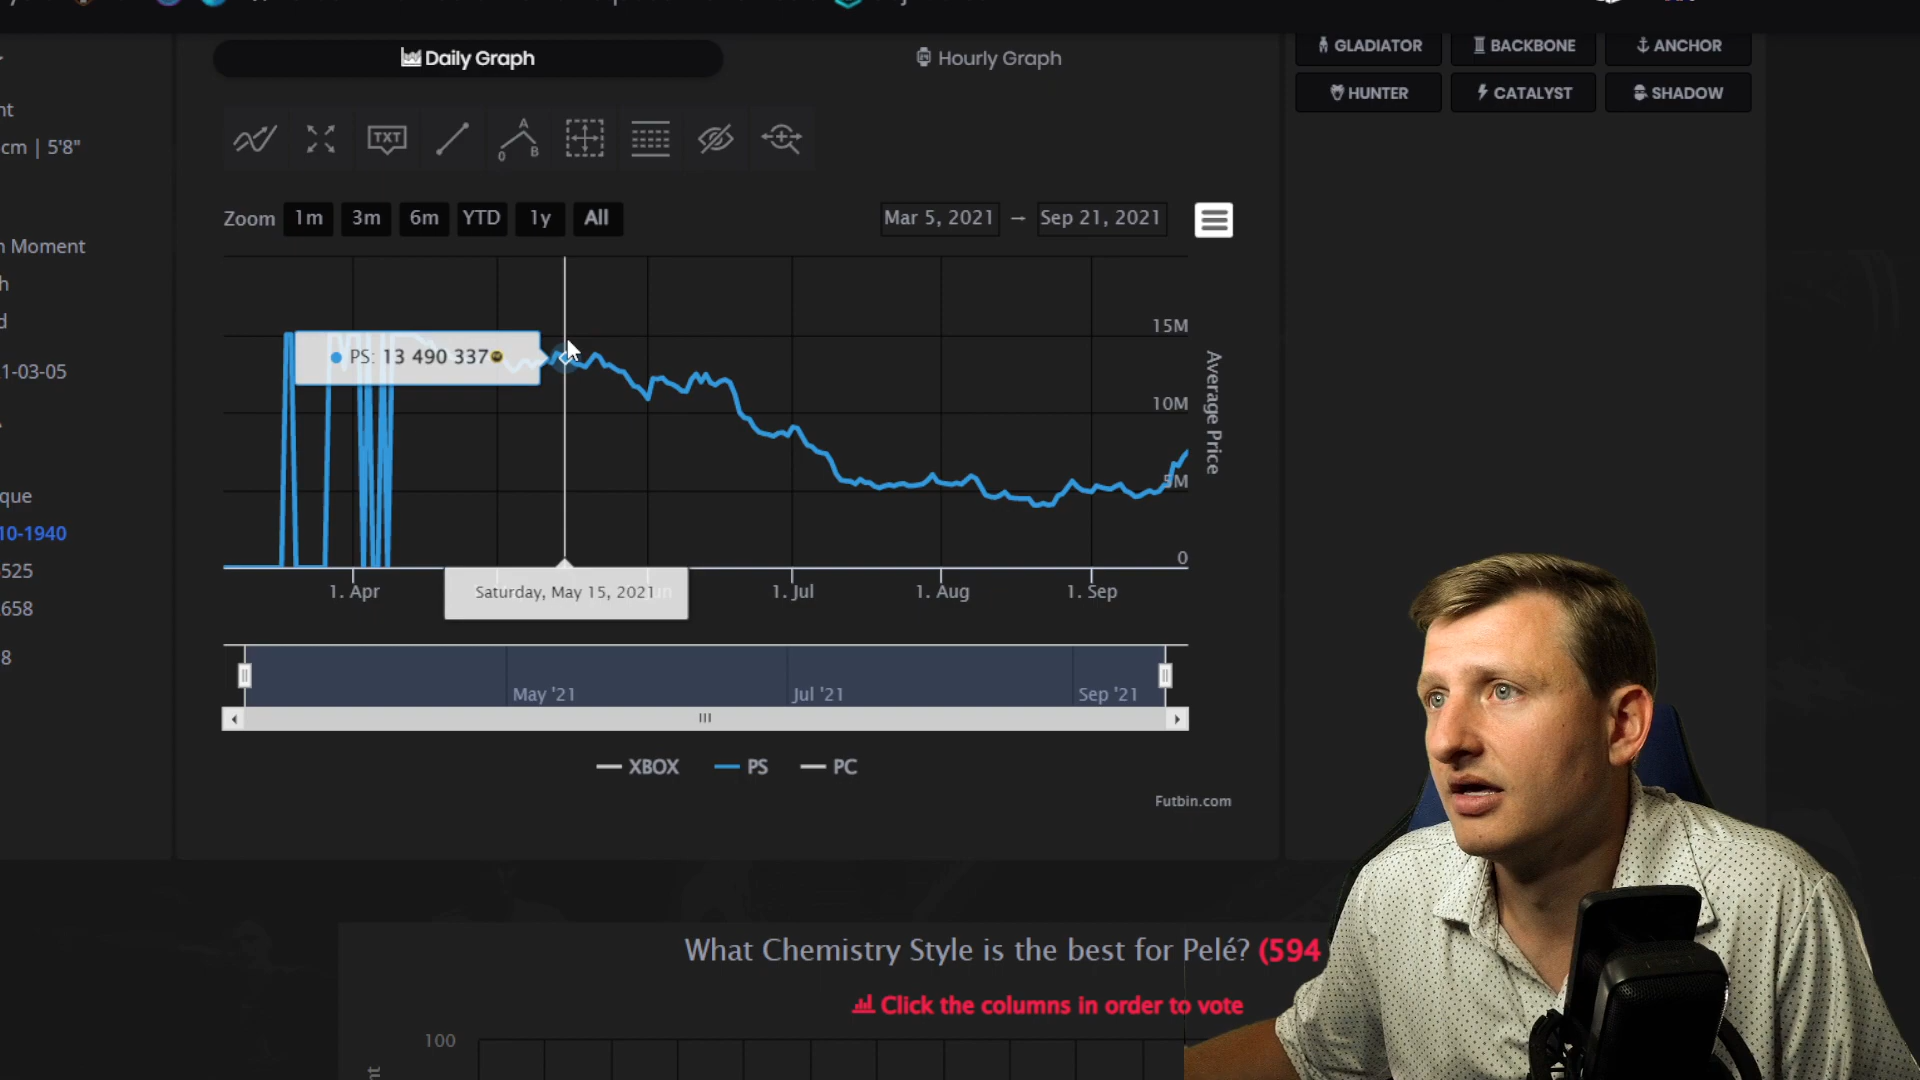 Daily Graph
Hourly Graph
GLADIATOR
BACKBONE
ANCHOR
HUNTER
CATALYST
SHADOW
nt
cm | 5'8"
TXT
A
0
B
Zoom
1m
3m
6m
YTD
1y
All
Mar 5, 2021 → Sep 21, 2021
n Moment
h
d
1-03-05
que
10-1940
525
658
8
PS: 13 490 337
15M
10M
5M
0
Average Price
1. Apr
Saturday, May 15, 2021
1. Jul
1. Aug
1. Sep
May '21
Jul '21
Sep '21
XBOX
PS
PC
Futbin.com
What Chemistry Style is the best for Pelé? (594
Click the columns in order to vote
100
nt